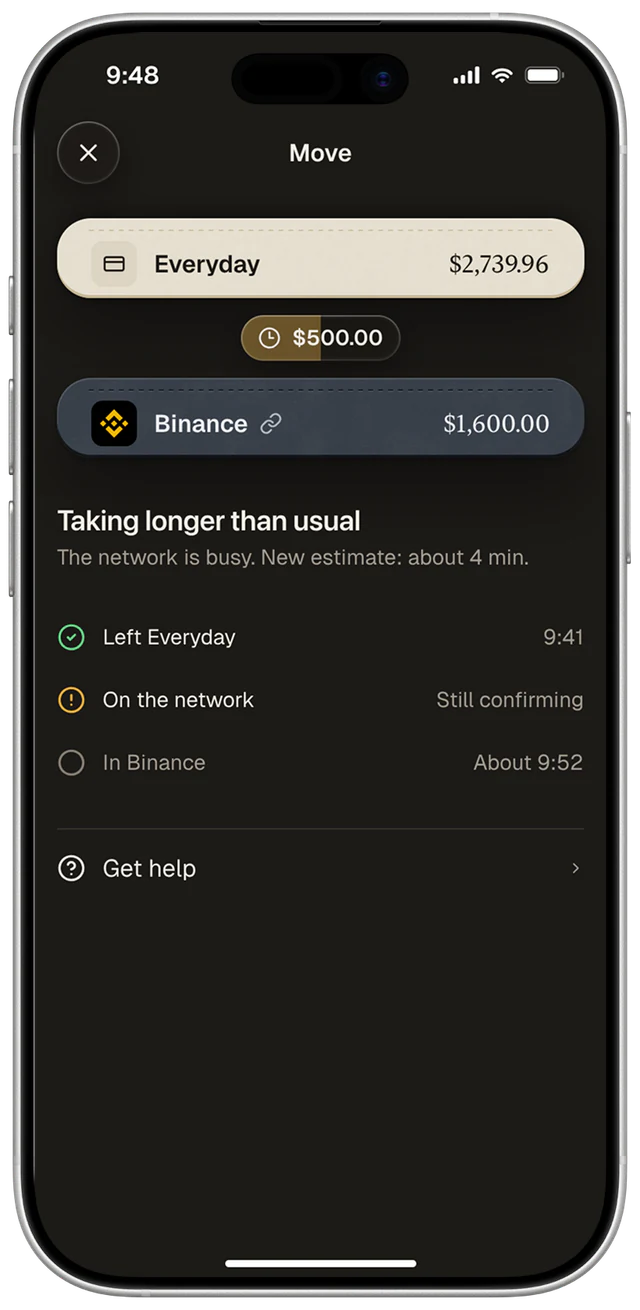 9:48
Move
Everyday $2,739.96
$500.00
Binance $1,600.00
Taking longer than usual
The network is busy. New estimate: about 4 min.
Left Everyday 9:41
On the network Still confirming
In Binance About 9:52
Get help